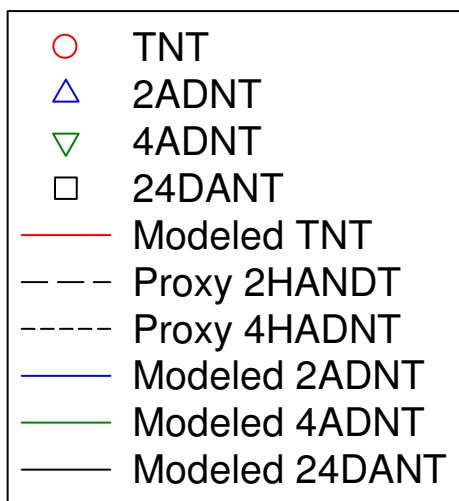 TNT
2ADNT
4ADNT
24DANT
Modeled TNT
Proxy 2HANDT
Proxy 4HADNT
Modeled 2ADNT
Modeled 4ADNT
Modeled 24DANT